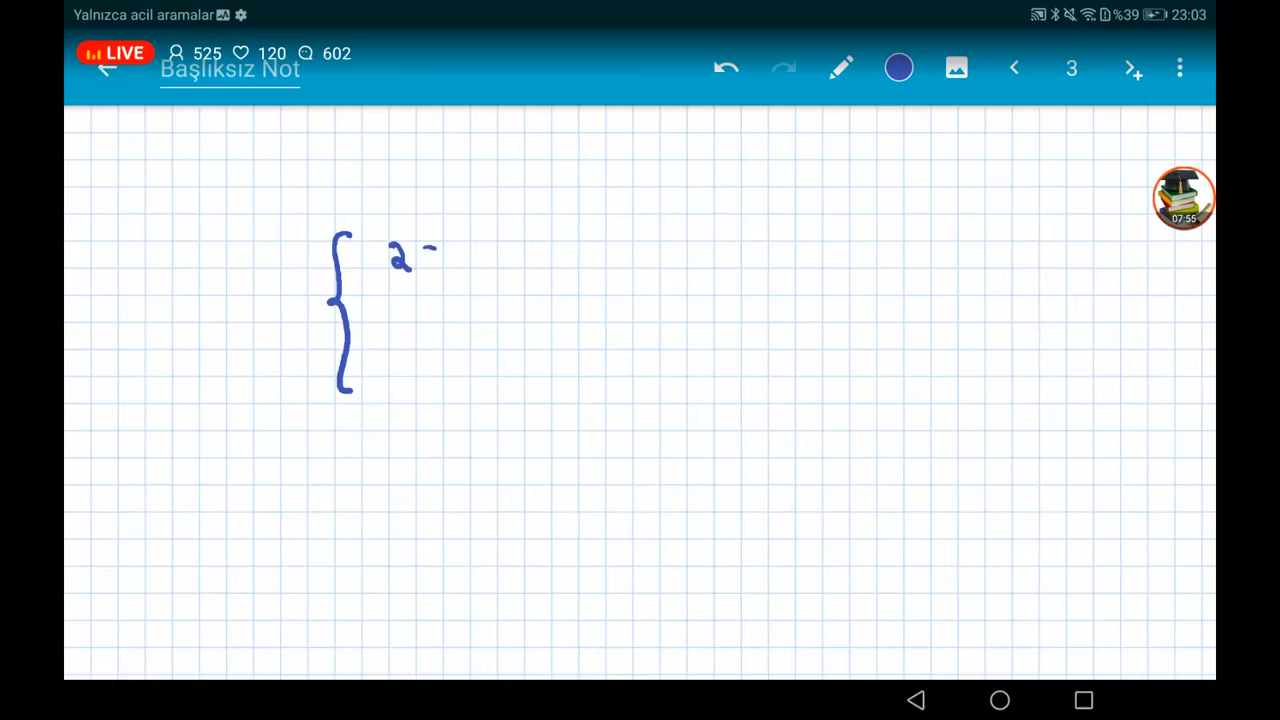 Yalnızca acil aramalar %39 23:03
LIVE 525 120 602
Başlıksız Not 3
07:55
{ 2 -